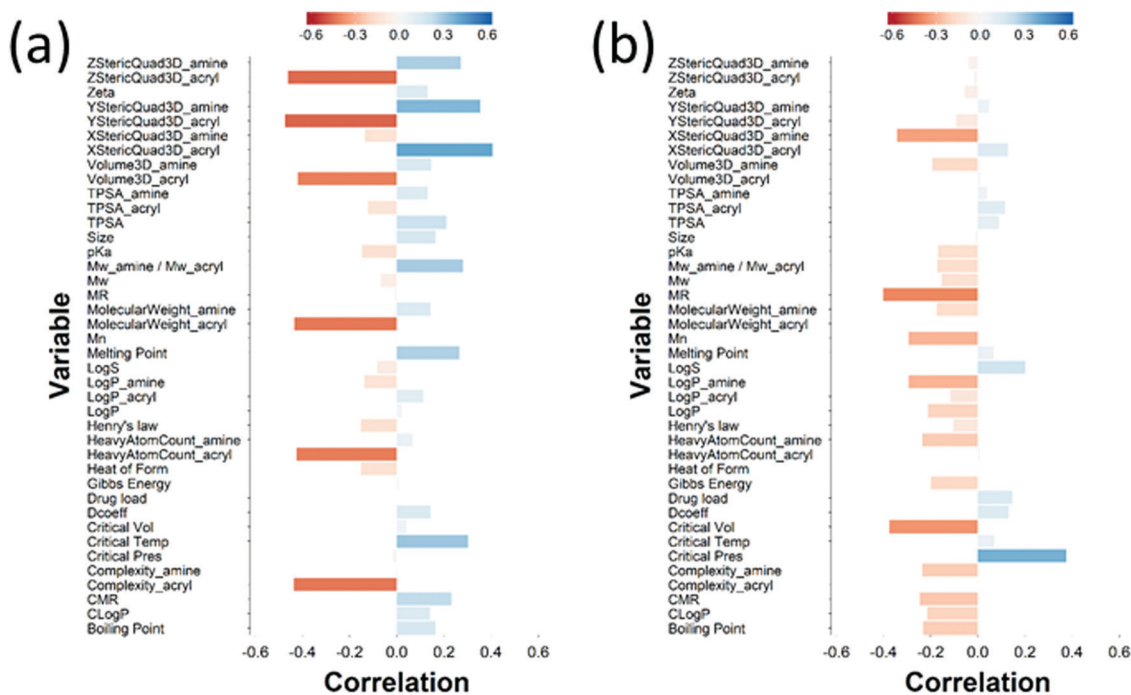 (a)
-0.6 -0.3 0.0 0.3 0.6
Variable
ZStericQuad3D_amine
ZStericQuad3D_acryl
Zeta
YStericQuad3D_amine
YStericQuad3D_acryl
XStericQuad3D_amine
XStericQuad3D_acryl
Volume3D_amine
Volume3D_acryl
TPSA_amine
TPSA_acryl
TPSA
Size
pKa
Mw_amine / Mw_acryl
Mw
MR
MolecularWeight_amine
MolecularWeight_acryl
Mn
Melting Point
LogS
LogP_amine
LogP_acryl
LogP
Henry's law
HeavyAtomCount_amine
HeavyAtomCount_acryl
Heat of Form
Gibbs Energy
Drug load
Dcoeff
Critical Vol
Critical Temp
Critical Pres
Complexity_amine
Complexity_acryl
CMR
CLogP
Boiling Point
-0.6 -0.4 -0.2 0.0 0.2 0.4 0.6
Correlation
(b)
-0.6 -0.3 0.0 0.3 0.6
Variable
ZStericQuad3D_amine
ZStericQuad3D_acryl
Zeta
YStericQuad3D_amine
YStericQuad3D_acryl
XStericQuad3D_amine
XStericQuad3D_acryl
Volume3D_amine
Volume3D_acryl
TPSA_amine
TPSA_acryl
TPSA
Size
pKa
Mw_amine / Mw_acryl
Mw
MR
MolecularWeight_amine
MolecularWeight_acryl
Mn
Melting Point
LogS
LogP_amine
LogP_acryl
LogP
Henry's law
HeavyAtomCount_amine
HeavyAtomCount_acryl
Heat of Form
Gibbs Energy
Drug load
Dcoeff
Critical Vol
Critical Temp
Critical Pres
Complexity_amine
Complexity_acryl
CMR
CLogP
Boiling Point
-0.6 -0.4 -0.2 0.0 0.2 0.4 0.6
Correlation